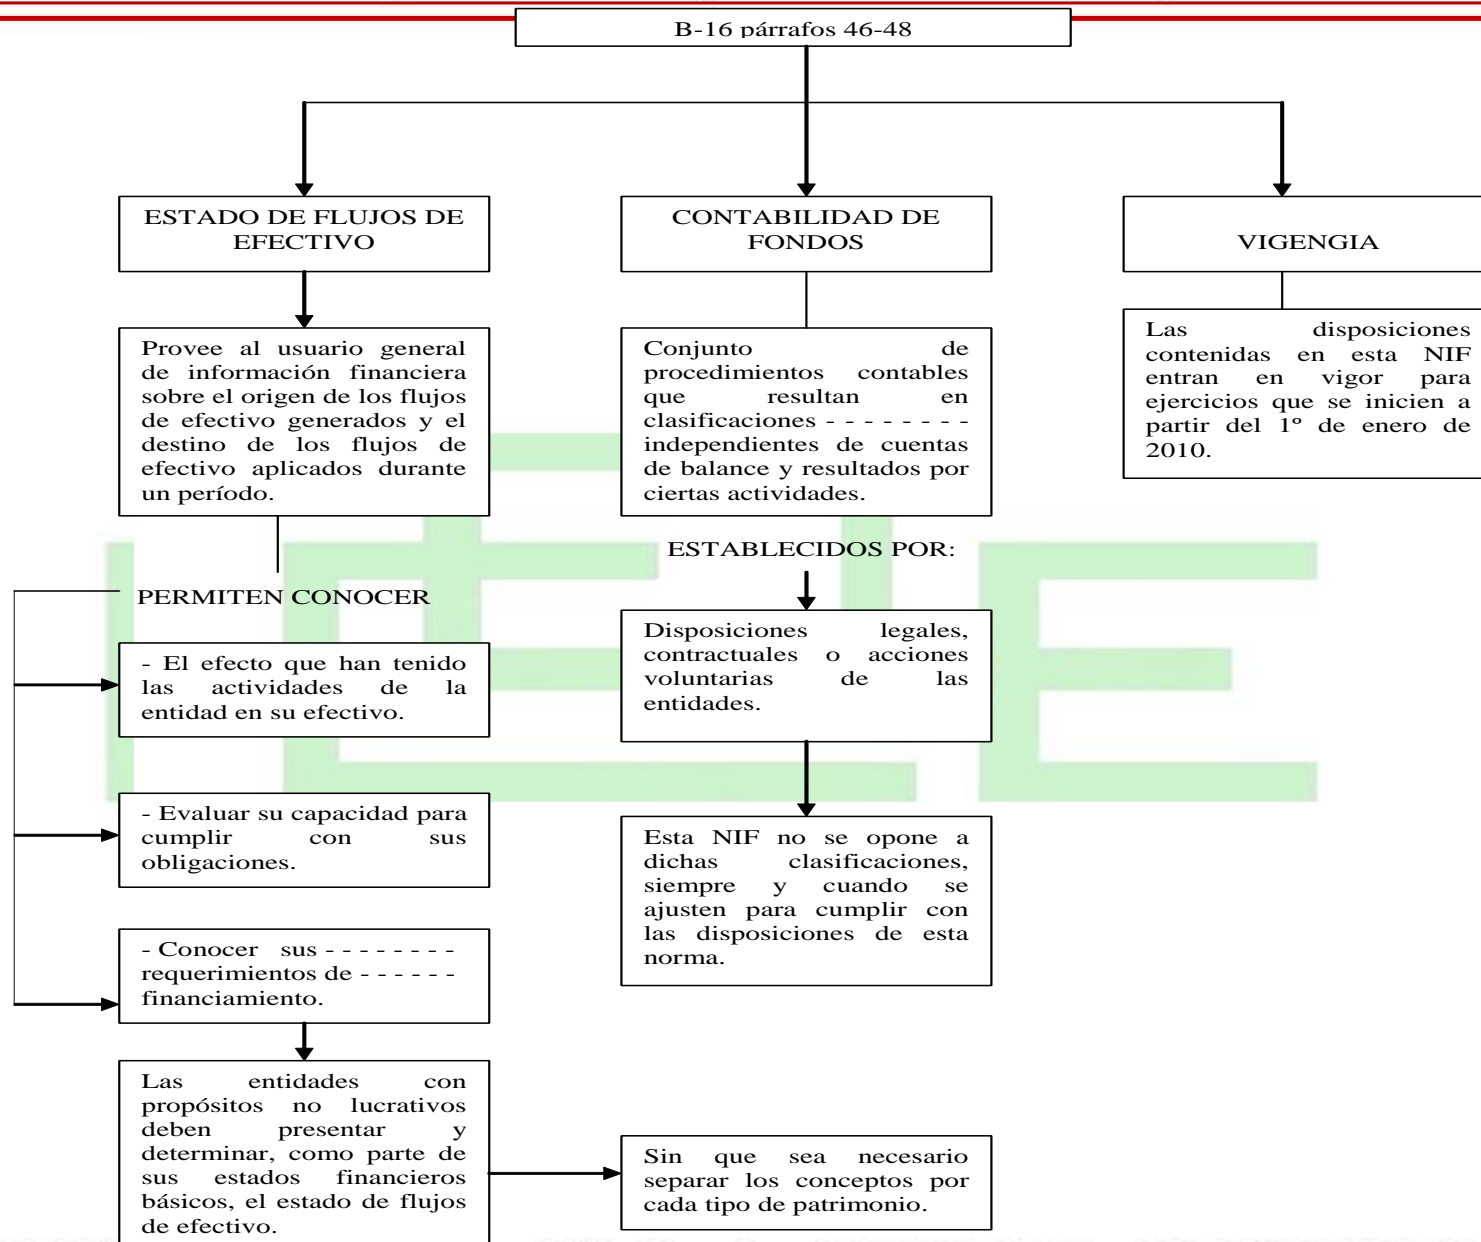 B-16 párrafos 46-48
ESTADO DE FLUJOS DE
EFECTIVO
Provee al usuario general
de información financiera
sobre el origen de los flujos
de efectivo generados y el
destino de los flujos de
efectivo aplicados durante
un período.
PERMITEN CONOCER
- El efecto que han tenido
las actividades de la
entidad en su efectivo.
- Evaluar su capacidad para
cumplir con sus
obligaciones.
- Conocer sus - - - - - - - -
requerimientos de - - - - - -
financiamiento.
Las entidades con
propósitos no lucrativos
deben presentar y
determinar, como parte de
sus estados financieros
básicos, el estado de flujos
de efectivo.
Sin que sea necesario
separar los conceptos por
cada tipo de patrimonio.
CONTABILIDAD DE
FONDOS
Conjunto de
procedimientos contables
que resultan en
clasificaciones - - - - - - - -
independientes de cuentas
de balance y resultados por
ciertas actividades.
ESTABLECIDOS POR:
Disposiciones legales,
contractuales o acciones
voluntarias de las
entidades.
Esta NIF no se opone a
dichas clasificaciones,
siempre y cuando se
ajusten para cumplir con
las disposiciones de esta
norma.
VIGENGIA
Las disposiciones
contenidas en esta NIF
entran en vigor para
ejercicios que se inicien a
partir del 1º de enero de
2010.